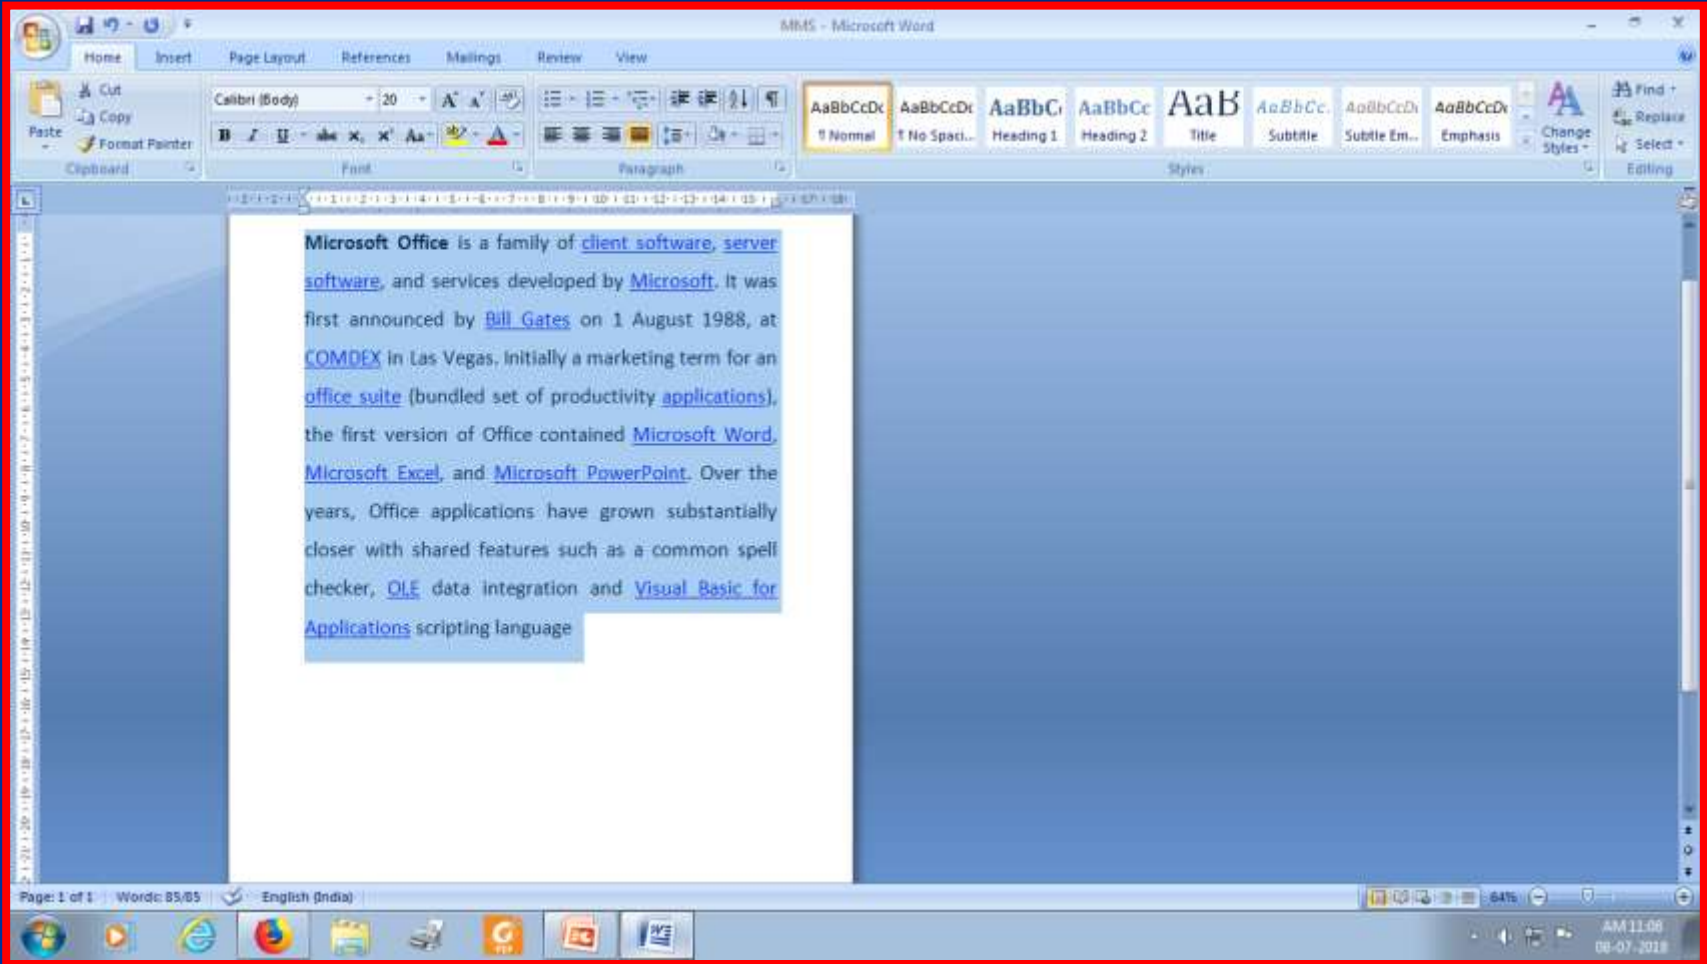 MMS - Microsoft Word
Home Insert Page Layout References Mailings Review View
Paste
Cut
Copy
Format Painter
Clipboard
Calibri (Body) 20
Font
Paragraph
AaBbCcDc AaBbCcDc AaBbC AaBbCc AaB AaBbCc. AaBbCcDc AaBbCcDc
¶ Normal ¶ No Spaci... Heading 1 Heading 2 Title Subtitle Subtle Em... Emphasis
Change Styles
Styles
Find
Replace
Select
Editing
Microsoft Office is a family of client software, server
software, and services developed by Microsoft. It was
first announced by Bill Gates on 1 August 1988, at
COMDEX in Las Vegas. Initially a marketing term for an
office suite (bundled set of productivity applications),
the first version of Office contained Microsoft Word,
Microsoft Excel, and Microsoft PowerPoint. Over the
years, Office applications have grown substantially
closer with shared features such as a common spell
checker, OLE data integration and Visual Basic for
Applications scripting language
Page: 1 of 1 Words: 85/85 English (India) 64%
AM 11:08
08-07-2018